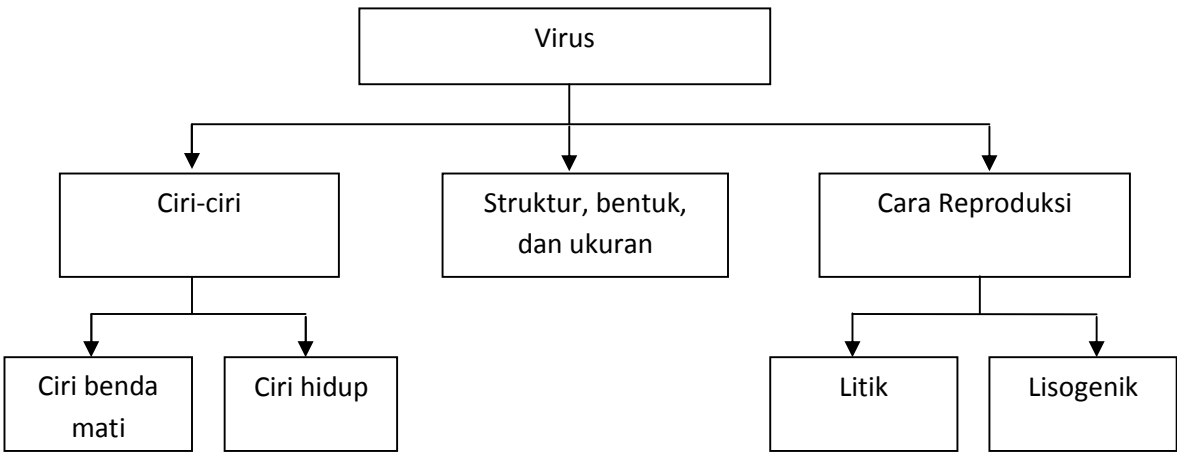 Virus
Ciri-ciri
Struktur, bentuk,
dan ukuran
Cara Reproduksi
Ciri benda
mati
Ciri hidup
Litik
Lisogenik